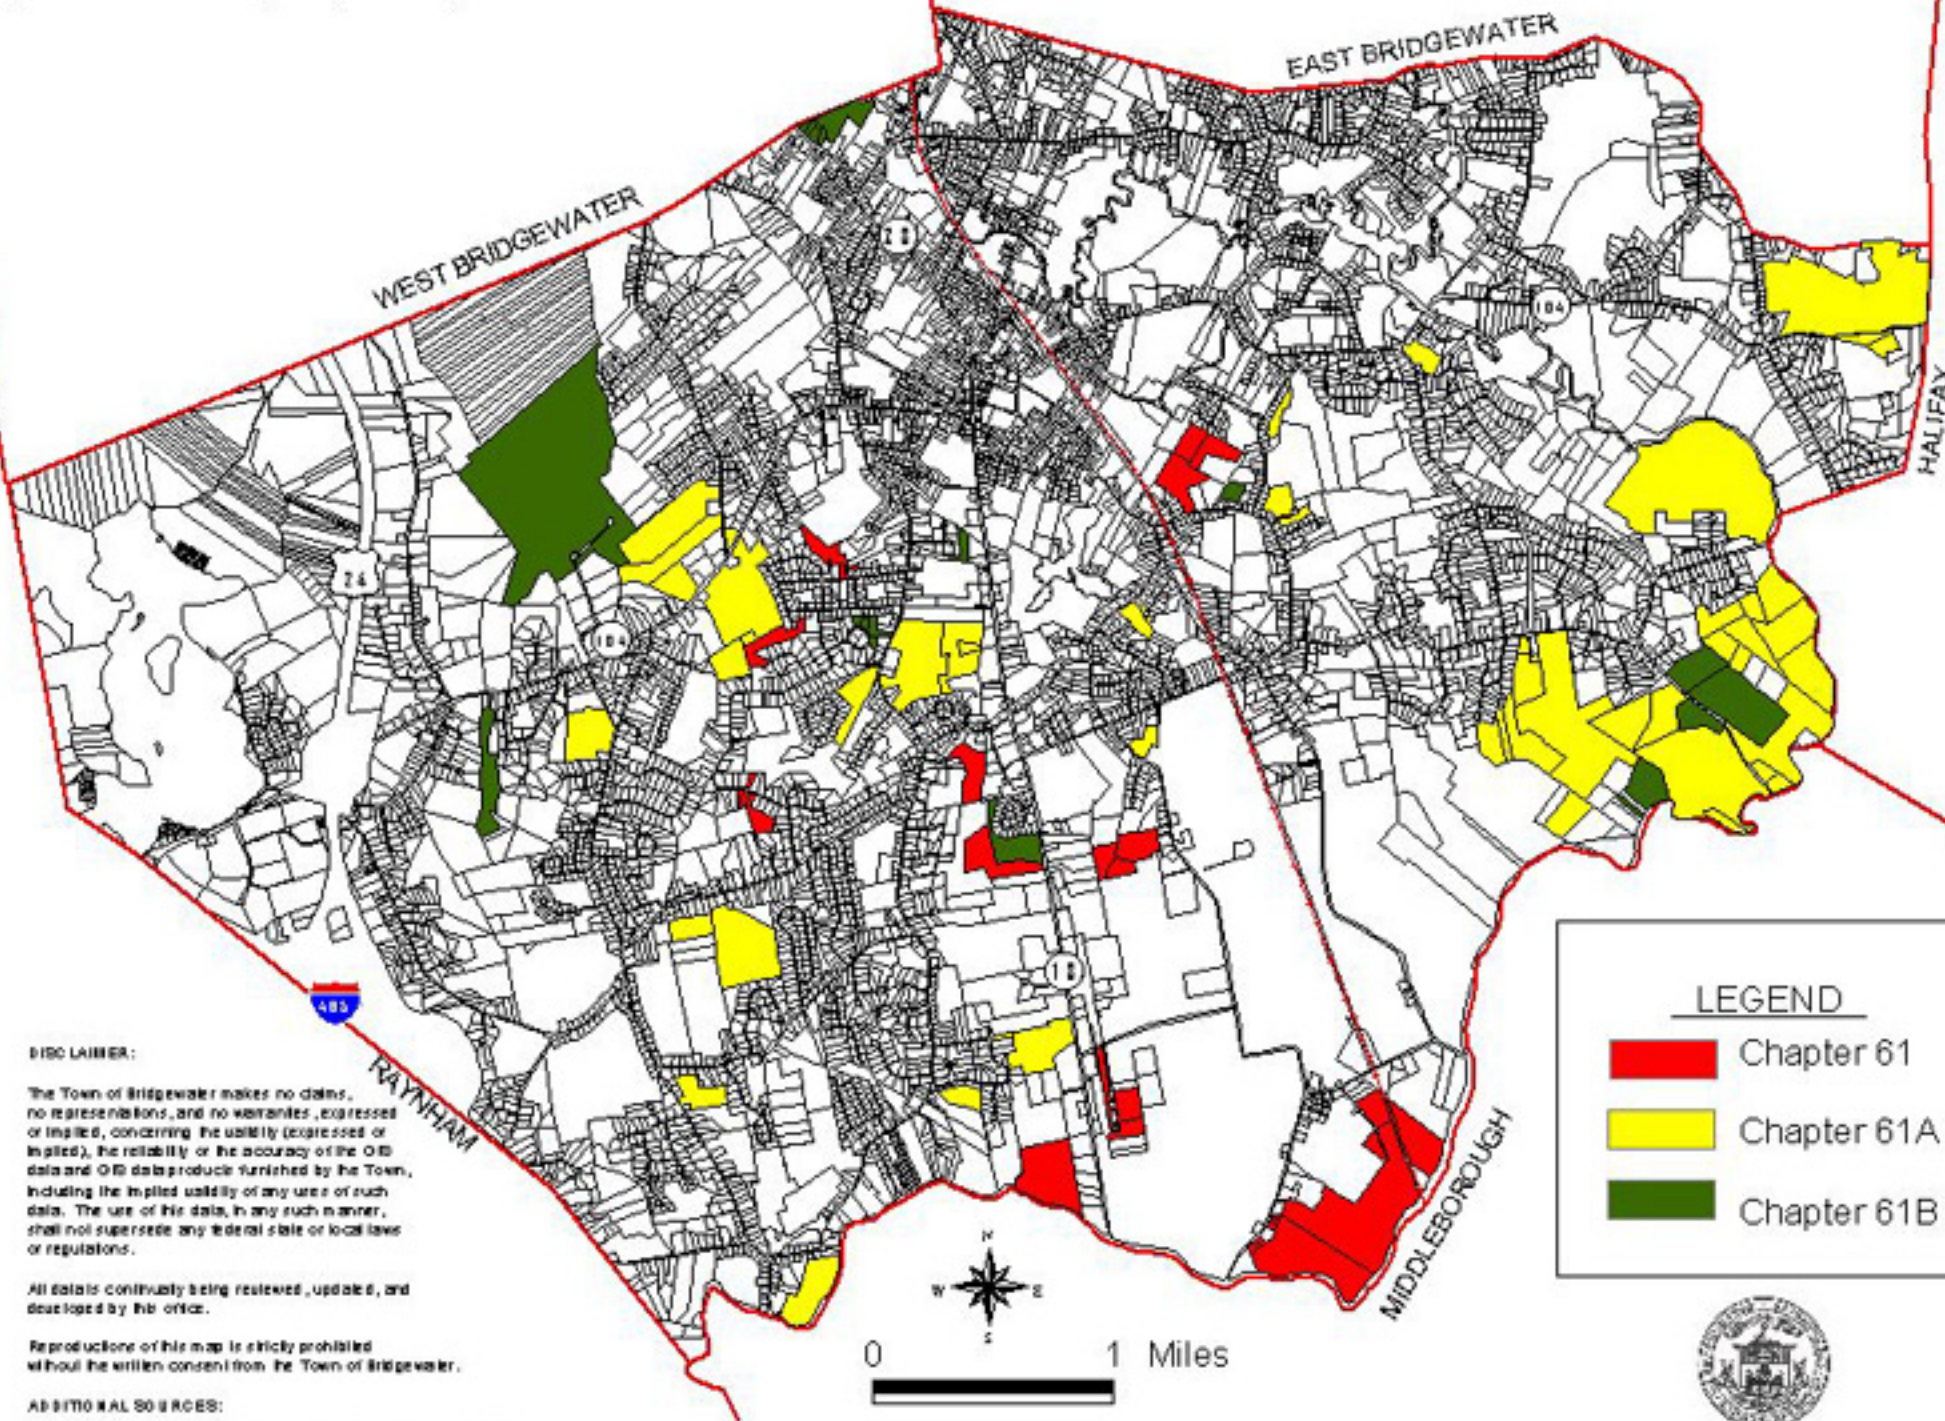 EAST BRIDGEWATER
WEST BRIDGEWATER
28
104
HALIFAX
24
104
18
495
RAYNHAM
MIDDLEBOROUGH
LEGEND
Chapter 61
Chapter 61A
Chapter 61B
DISCLAIMER:
The Town of Bridgewater makes no claims,
no representations, and no warranties, expressed
or implied, concerning the validity (expressed or
implied), the reliability or the accuracy of the GIS
data and GIS data products furnished by the Town,
including the implied validity of any uses of such
data. The use of this data, in any such manner,
shall not supersede any federal state or local laws
or regulations.
All data is continually being reviewed, updated, and
developed by this office.
Reproductions of this map is strictly prohibited
without the written consent from the Town of Bridgewater.
ADDITIONAL SOURCES:
N
W E
S
0 1 Miles